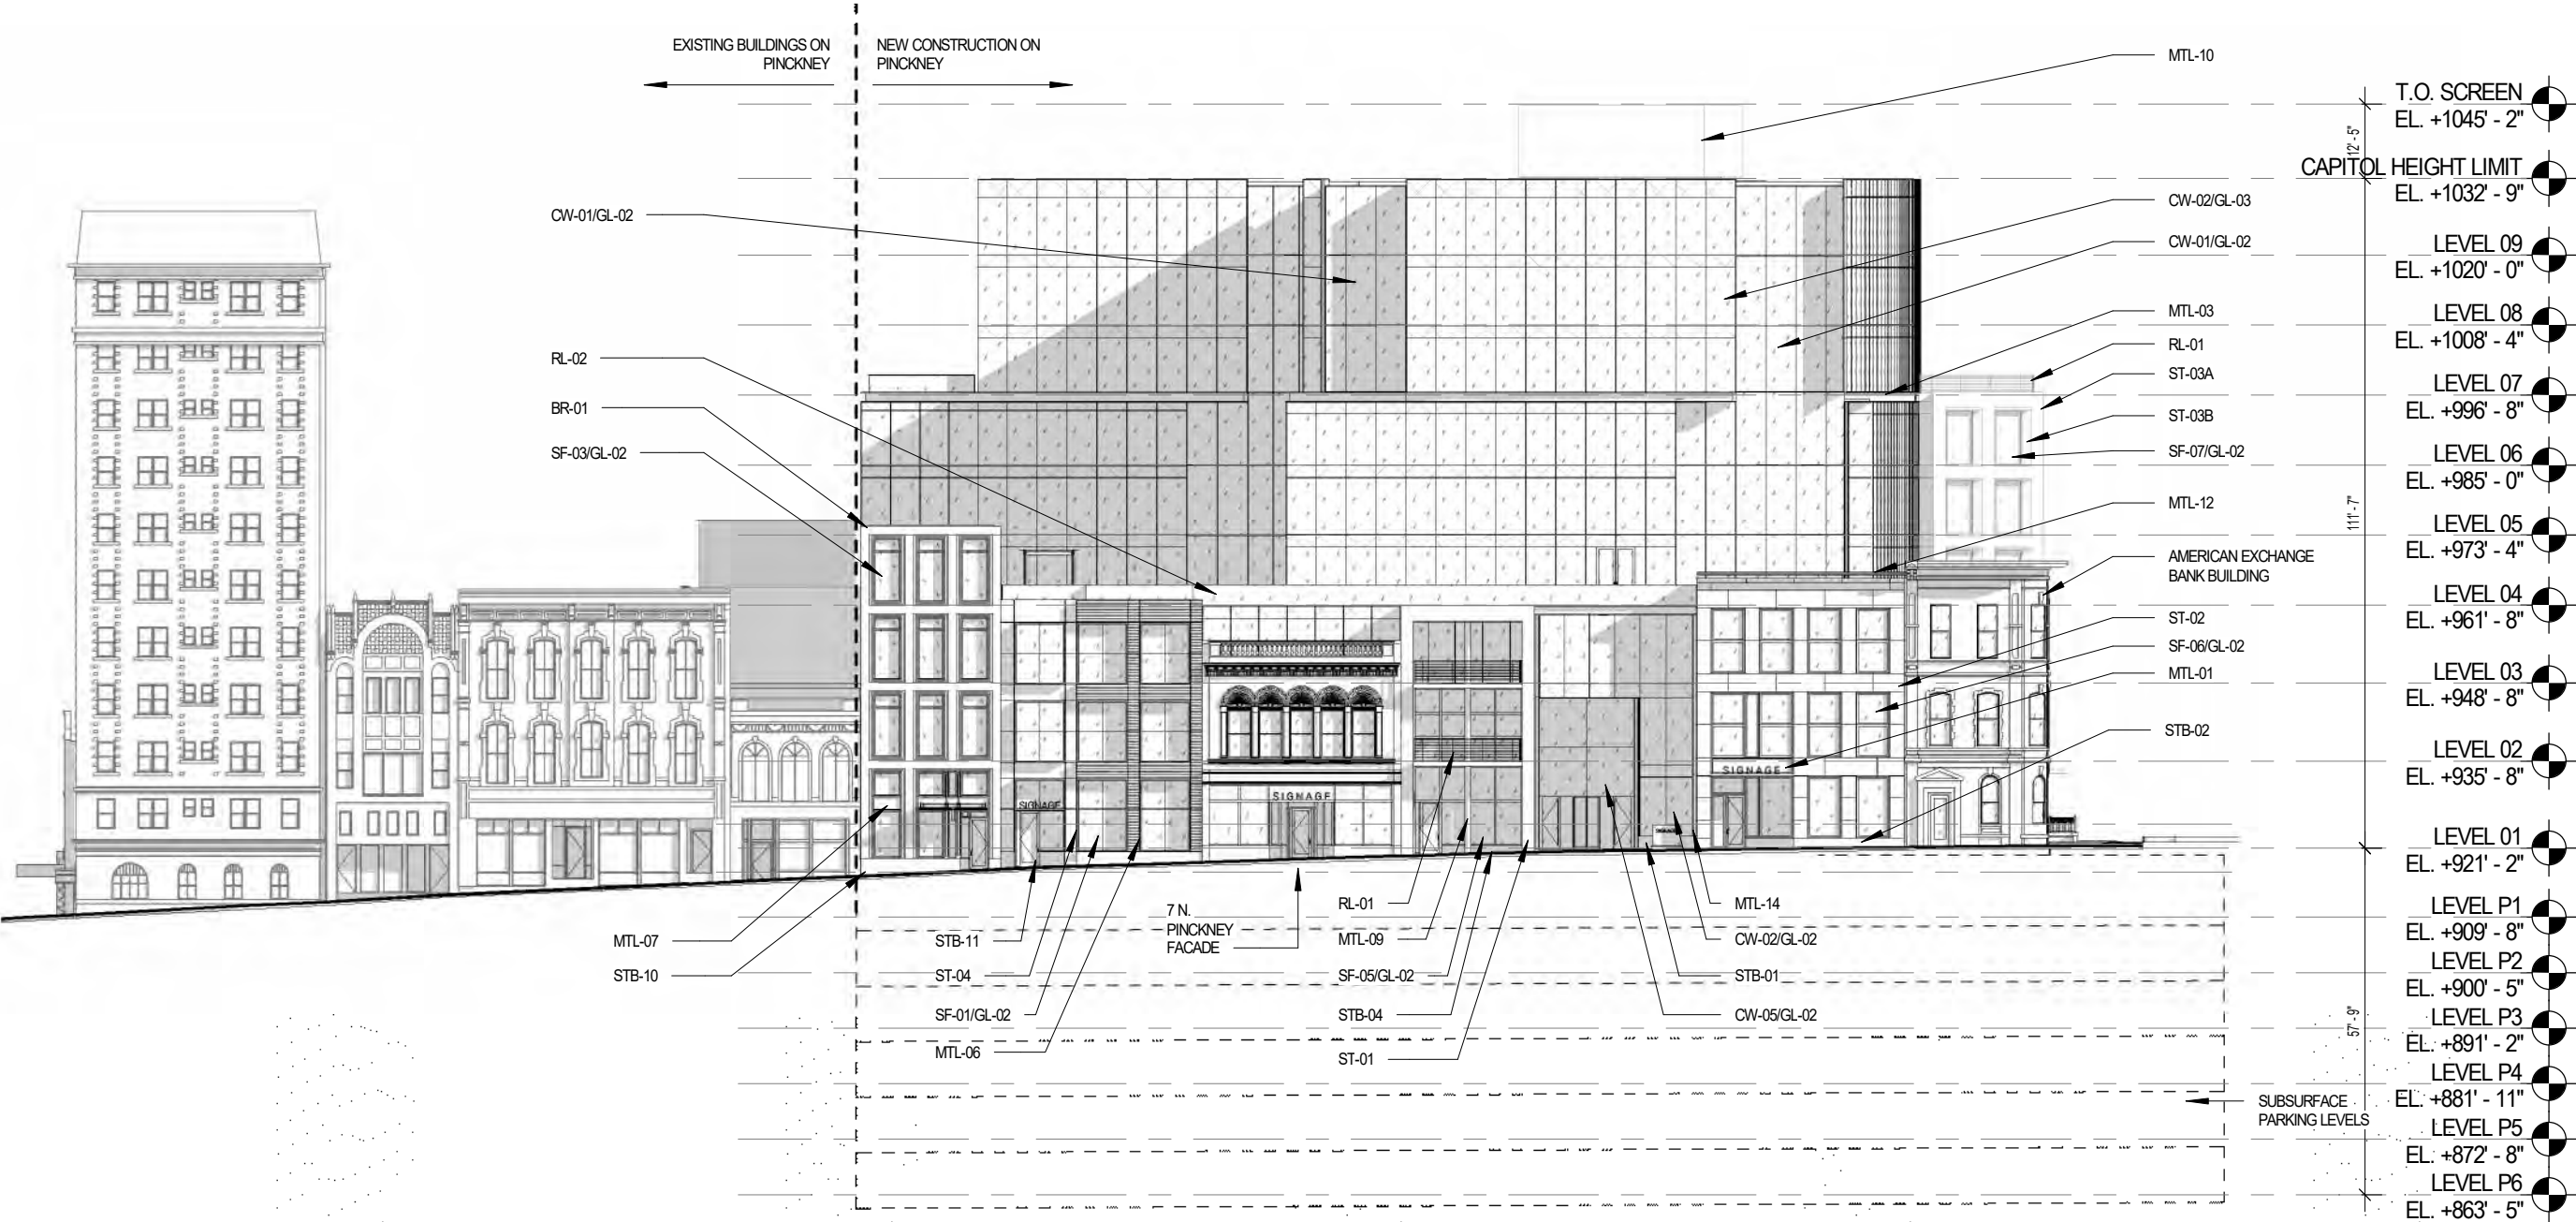 EXISTING BUILDINGS ON
PINCKNEY
NEW CONSTRUCTION ON
PINCKNEY
MTL-10
T.O. SCREEN
EL. +1045' - 2"
12' - 5"
CAPITOL HEIGHT LIMIT
EL. +1032' - 9"
CW-01/GL-02
CW-02/GL-03
CW-01/GL-02
LEVEL 09
EL. +1020' - 0"
MTL-03
LEVEL 08
EL. +1008' - 4"
RL-02
RL-01
ST-03A
LEVEL 07
EL. +996' - 8"
BR-01
ST-03B
SF-03/GL-02
SF-07/GL-02
LEVEL 06
EL. +985' - 0"
MTL-12
111' - 7"
LEVEL 05
EL. +973' - 4"
AMERICAN EXCHANGE
BANK BUILDING
LEVEL 04
EL. +961' - 8"
ST-02
SF-06/GL-02
MTL-01
LEVEL 03
EL. +948' - 8"
STB-02
LEVEL 02
EL. +935' - 8"
SIGNAGE
SIGNAGE
SIGNAGE
LEVEL 01
EL. +921' - 2"
7 N.
PINCKNEY
FACADE
RL-01
MTL-14
LEVEL P1
EL. +909' - 8"
MTL-07
STB-11
MTL-09
CW-02/GL-02
STB-10
ST-04
SF-05/GL-02
STB-01
LEVEL P2
EL. +900' - 5"
SF-01/GL-02
STB-04
CW-05/GL-02
57' - 9"
LEVEL P3
EL. +891' - 2"
MTL-06
ST-01
LEVEL P4
EL. +881' - 11"
SUBSURFACE
PARKING LEVELS
LEVEL P5
EL. +872' - 8"
LEVEL P6
EL. +863' - 5"